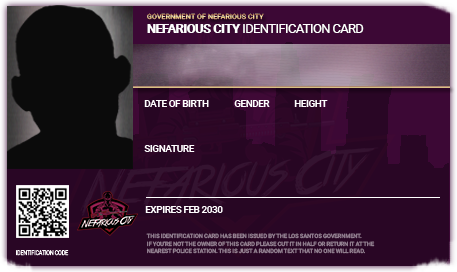 GOVERNMENT OF NEFARIOUS CITY
NEFARIOUS CITY IDENTIFICATION CARD
DATE OF BIRTH GENDER HEIGHT
SIGNATURE
NEFARIOUS CITY
NEFARIOUS CITY
EXPIRES FEB 2030
THIS IDENTIFICATION CARD HAS BEEN ISSUED BY THE LOS SANTOS GOVERNMENT.
IF YOU'RE NOT THE OWNER OF THIS CARD PLEASE CUT IT IN HALF OR RETURN IT AT THE
NEAREST POLICE STATION. THIS IS JUST A RANDOM TEXT THAT NO ONE WILL READ.
IDENTIFICATION CODE